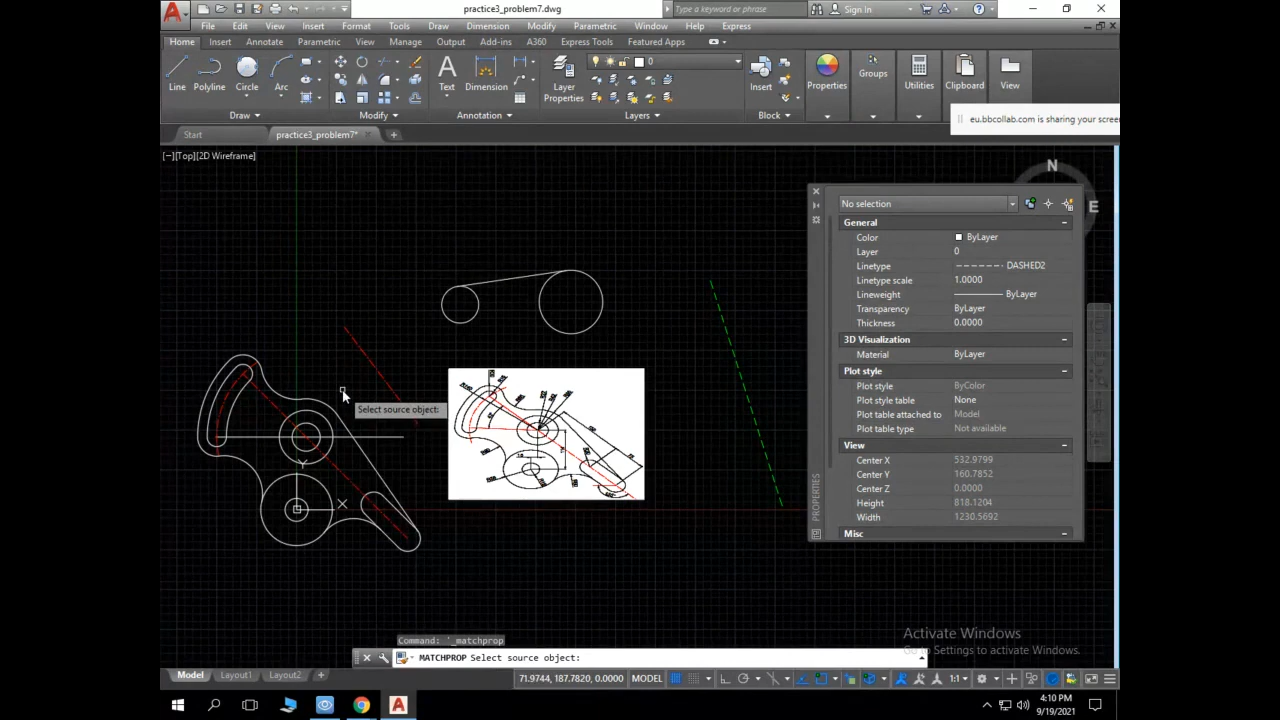 practice3_problem7.dwg
Type a keyword or phrase
Sign In
File Edit View Insert Format Tools Draw Dimension Modify Parametric Window Help Express
Home Insert Annotate Parametric View Manage Output Add-ins A360 Express Tools Featured Apps
0
Line Polyline Circle Arc Text Dimension Layer Properties Insert Properties Groups Utilities Clipboard View
Draw Modify Annotation Layers Block
eu.bbcollab.com is sharing your screen
Start practice3_problem7* +
[−][Top][2D Wireframe]
N
E
No selection
General
Color ByLayer
Layer 0
Linetype DASHED2
Linetype scale 1.0000
Lineweight ByLayer
Transparency ByLayer
Thickness 0.0000
3D Visualization
Material ByLayer
Plot style
Plot style ByColor
Plot style table None
Plot table attached to Model
Plot table type Not available
View
Center X 532.9799
Center Y 160.7852
Center Z 0.0000
Height 818.1204
Width 1230.5692
Misc
PROPERTIES
Select source object:
Y
X
Activate Windows
Go to Settings to activate Windows.
Command: '_matchprop
MATCHPROP Select source object:
Model Layout1 Layout2 +
71.9744, 187.7820, 0.0000 MODEL 1:1
4:10 PM
9/19/2021